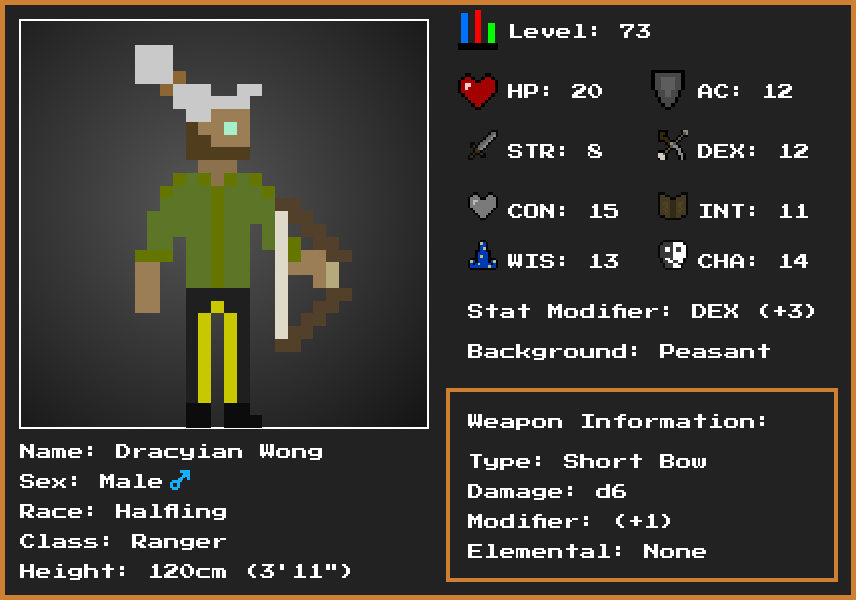 Level: 73
HP: 20
AC: 12
STR: 8
DEX: 12
CON: 15
INT: 11
WIS: 13
CHA: 14
Stat Modifier: DEX (+3)
Background: Peasant
Weapon Information:
Type: Short Bow
Damage: d6
Modifier: (+1)
Elemental: None
Name: Dracyian Wong
Sex: Male ♂
Race: Halfling
Class: Ranger
Height: 120cm (3'11")